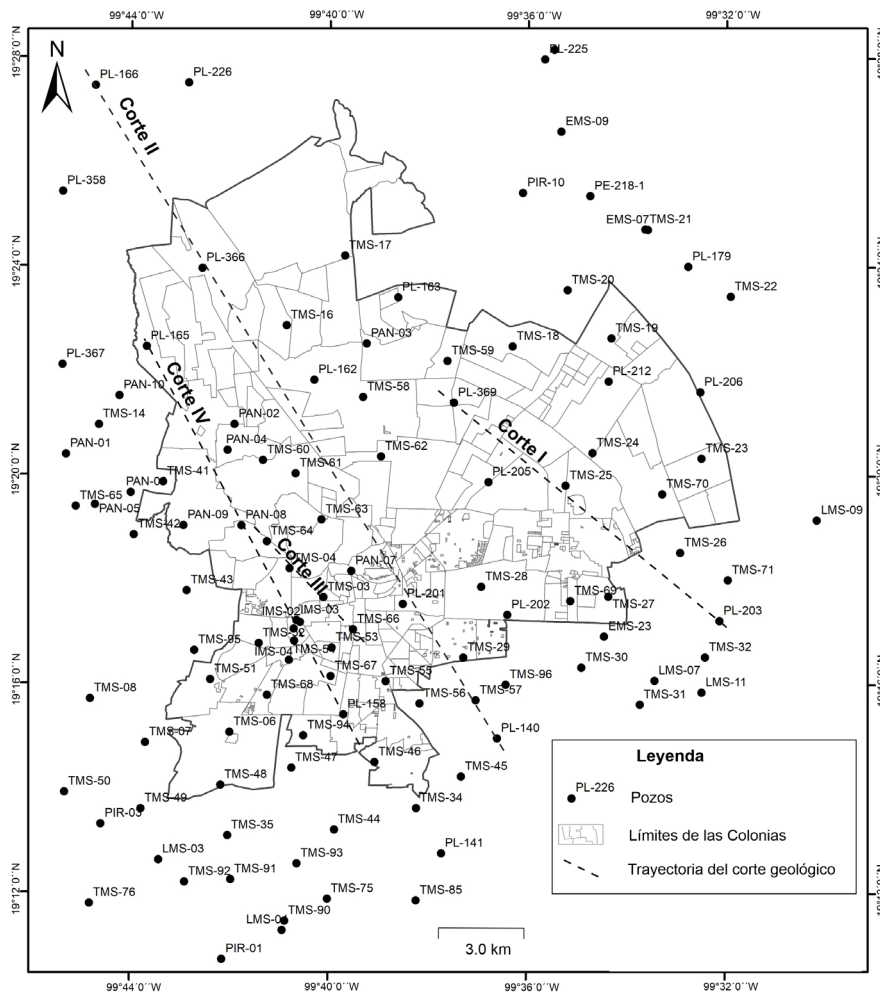 99°44´0´´W 99°40´0´´W 99°36´0´´W 99°32´0´´W
19°28´0´´N
N
PL-225
PL-166
PL-226
Corte II
EMS-09
PL-358
PIR-10
PE-218-1
EMS-07 TMS-21
TMS-17
PL-366
PL-179
19°24´0´´N
TMS-20
PL-163
TMS-22
TMS-16
PAN-03
TMS-18
TMS-19
PL-165
TMS-59
PL-367
PL-162
PL-212
PL-206
PAN-10
Corte IV
TMS-58
PL-369
TMS-14
PAN-02
Corte I
PAN-01
PAN-04
TMS-60
TMS-62
TMS-24
TMS-23
19°20´0´´N
TMS-61
TMS-41
PL-205
TMS-25
TMS-70
TMS-65
PAN-05
PAN-09
PAN-08
TMS-63
LMS-09
TMS-42
TMS-64
Corte III
TMS-26
TMS-04
PAN-07
TMS-43
TMS-03
TMS-28
TMS-71
PL-201
TMS-69
TMS-27
IMS-02
IMS-03
TMS-66
PL-202
PL-203
TMS-53
EMS-23
TMS-95
IMS-04
TMS-29
TMS-32
19°16´0´´N
TMS-51
TMS-67
TMS-55
TMS-96
TMS-30
LMS-07
TMS-08
TMS-68
TMS-56
TMS-57
TMS-31
LMS-11
PL-158
TMS-07
TMS-06
TMS-94
PL-140
TMS-47
TMS-46
TMS-50
TMS-48
TMS-45
PIR-03
TMS-49
TMS-34
TMS-35
TMS-44
LMS-03
TMS-93
PL-141
TMS-92
TMS-91
19°12´0´´N
TMS-76
TMS-75
TMS-85
TMS-90
PIR-01
3.0 km
Leyenda
PL-226
Pozos
Límites de las Colonias
Trayectoria del corte geológico
99°44´0´´W 99°40´0´´W 99°36´0´´W 99°32´0´´W